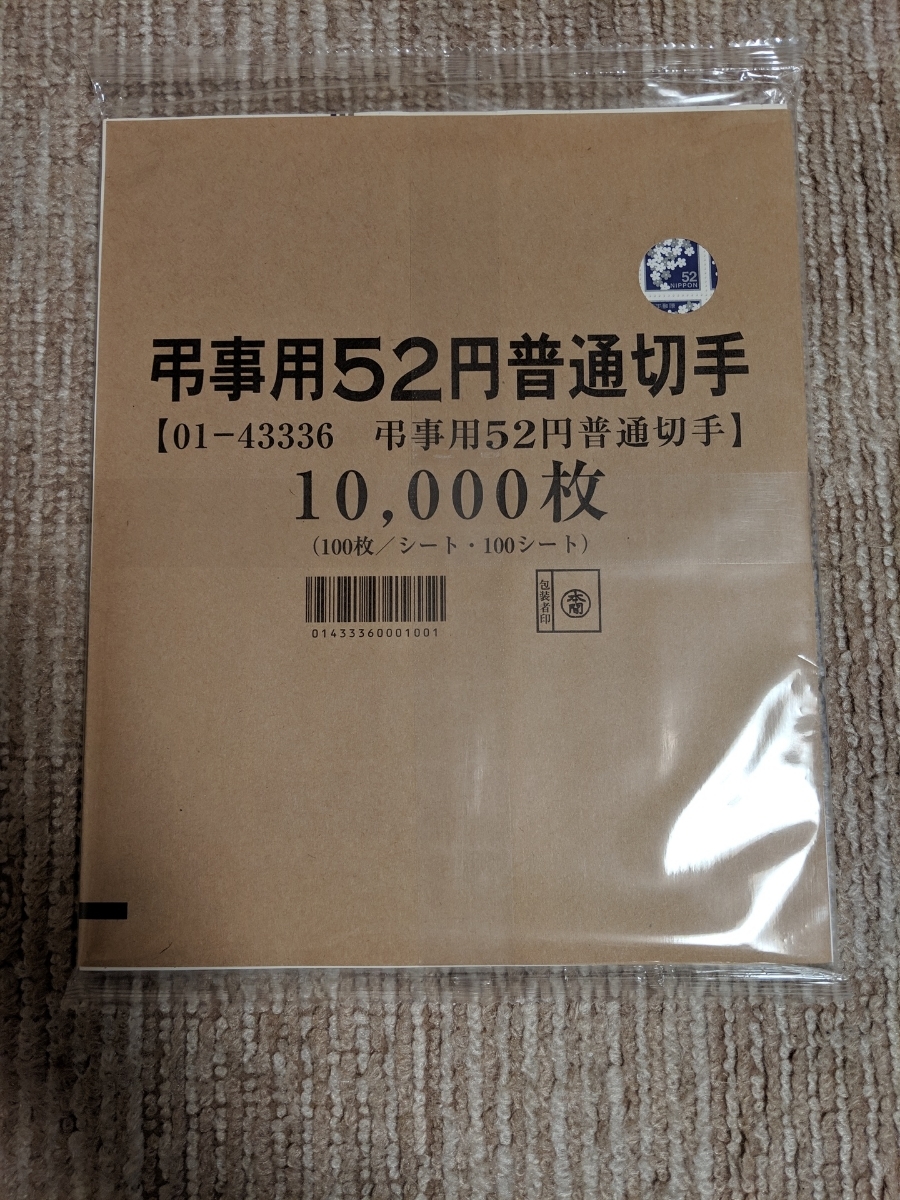 52
NIPPON
弔事用52円普通切手
【01-43336　弔事用52円普通切手】
10,000枚
(100枚/シート・100シート)
01433360001001
包装者印